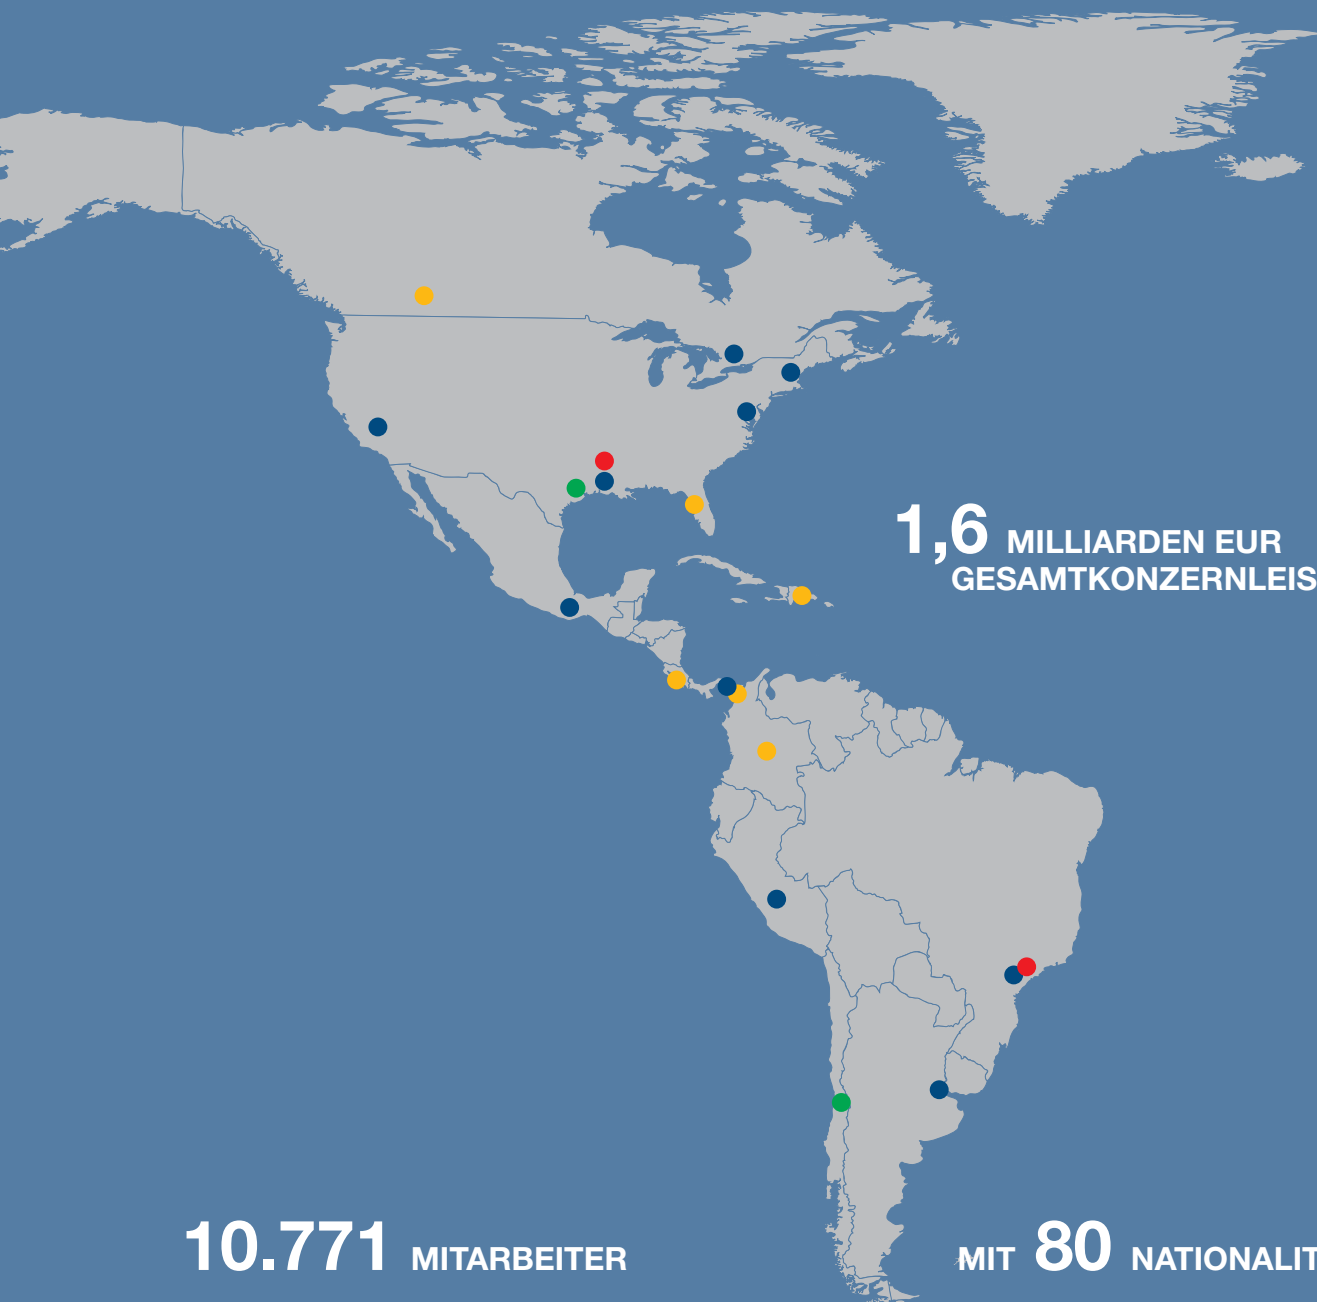 1,6 MILLIARDEN EUR
GESAMTKONZERNLEIS
10.771 MITARBEITER
MIT 80 NATIONALIT